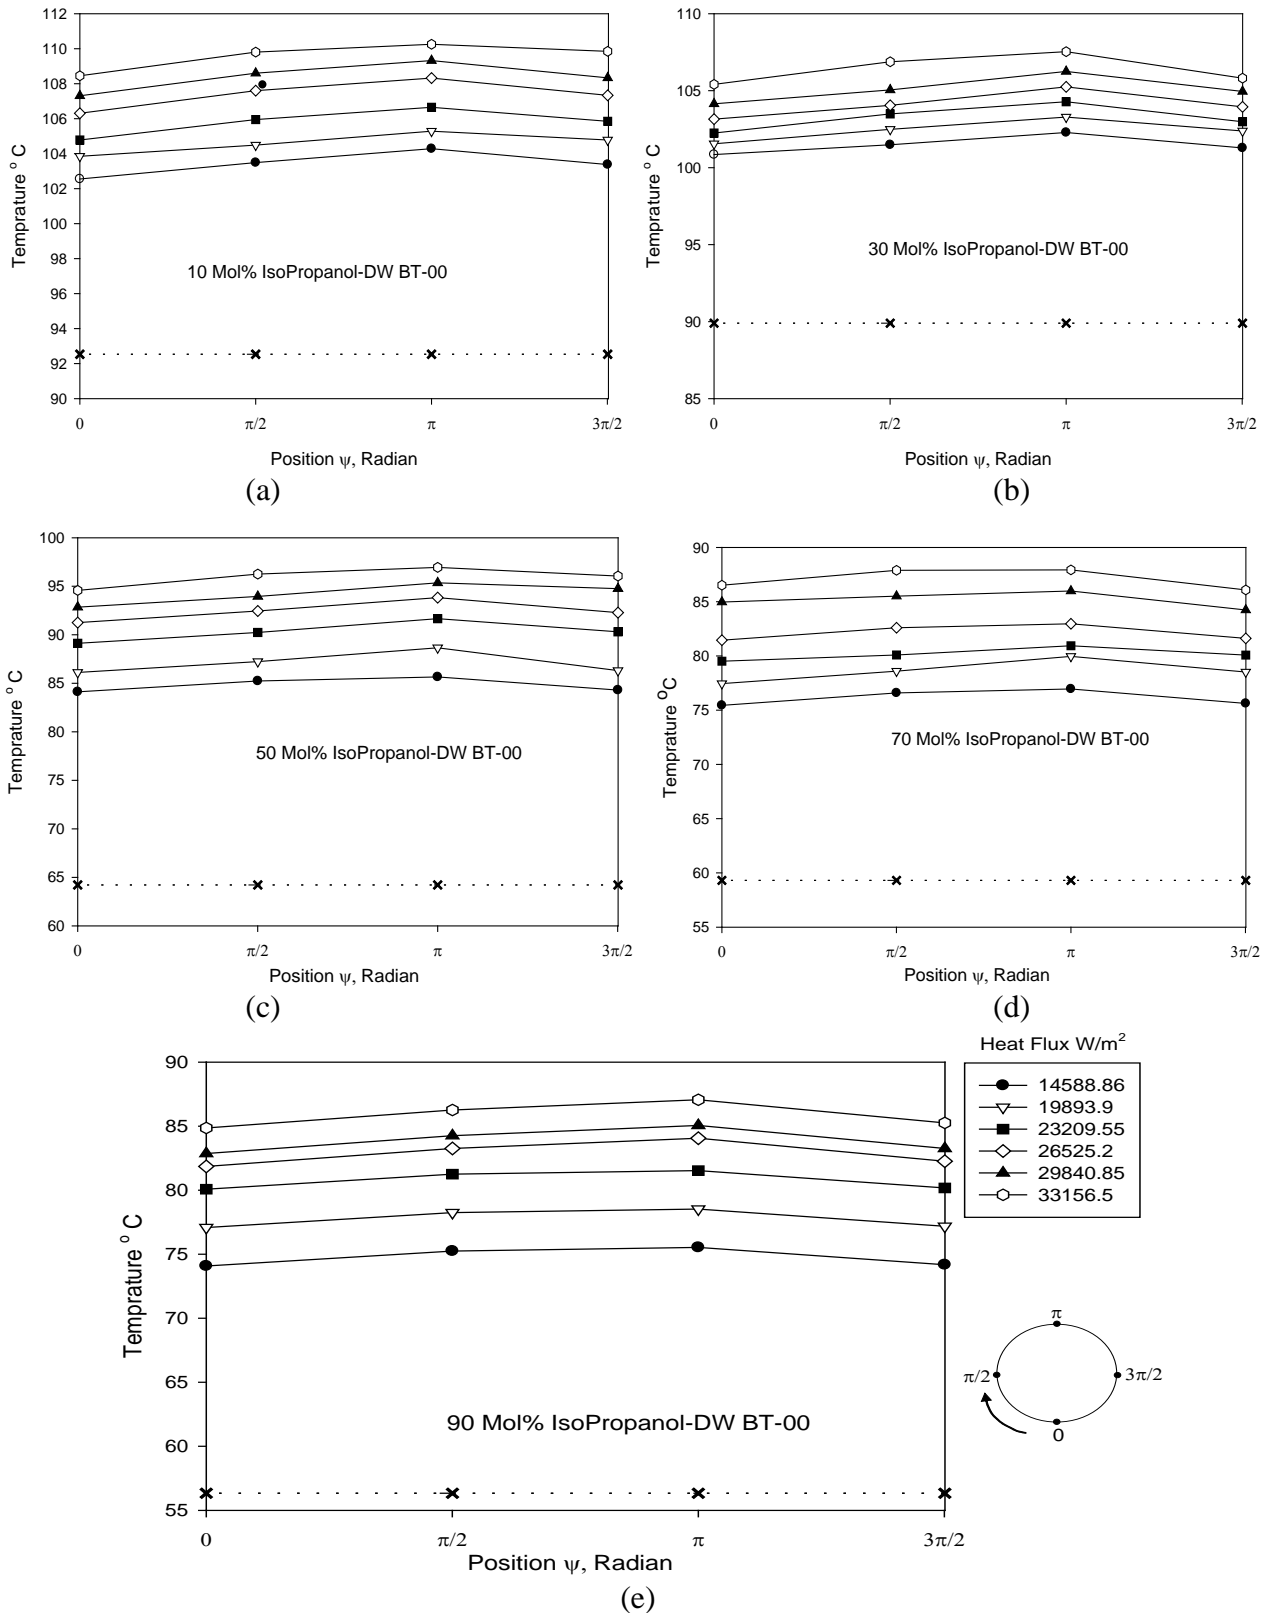 112
110
108
106
104
102
100
98
96
94
92
90
Temprature ° C
10 Mol% IsoPropanol-DW BT-00
0
π/2
π
3π/2
Position ψ, Radian
(a)
110
105
100
95
90
85
Temprature ° C
30 Mol% IsoPropanol-DW BT-00
0
π/2
π
3π/2
Position ψ, Radian
(b)
100
95
90
85
80
75
70
65
60
Temprature ° C
50 Mol% IsoPropanol-DW BT-00
0
π/2
π
3π/2
Position ψ, Radian
(c)
90
85
80
75
70
65
60
55
Temprature °C
70 Mol% IsoPropanol-DW BT-00
0
π/2
π
3π/2
Position ψ, Radian
(d)
90
85
80
75
70
65
60
55
Temprature ° C
90 Mol% IsoPropanol-DW BT-00
0
π/2
π
3π/2
Position ψ, Radian
(e)
Heat Flux W/m²
14588.86
19893.9
23209.55
26525.2
29840.85
33156.5
π
π/2
3π/2
0